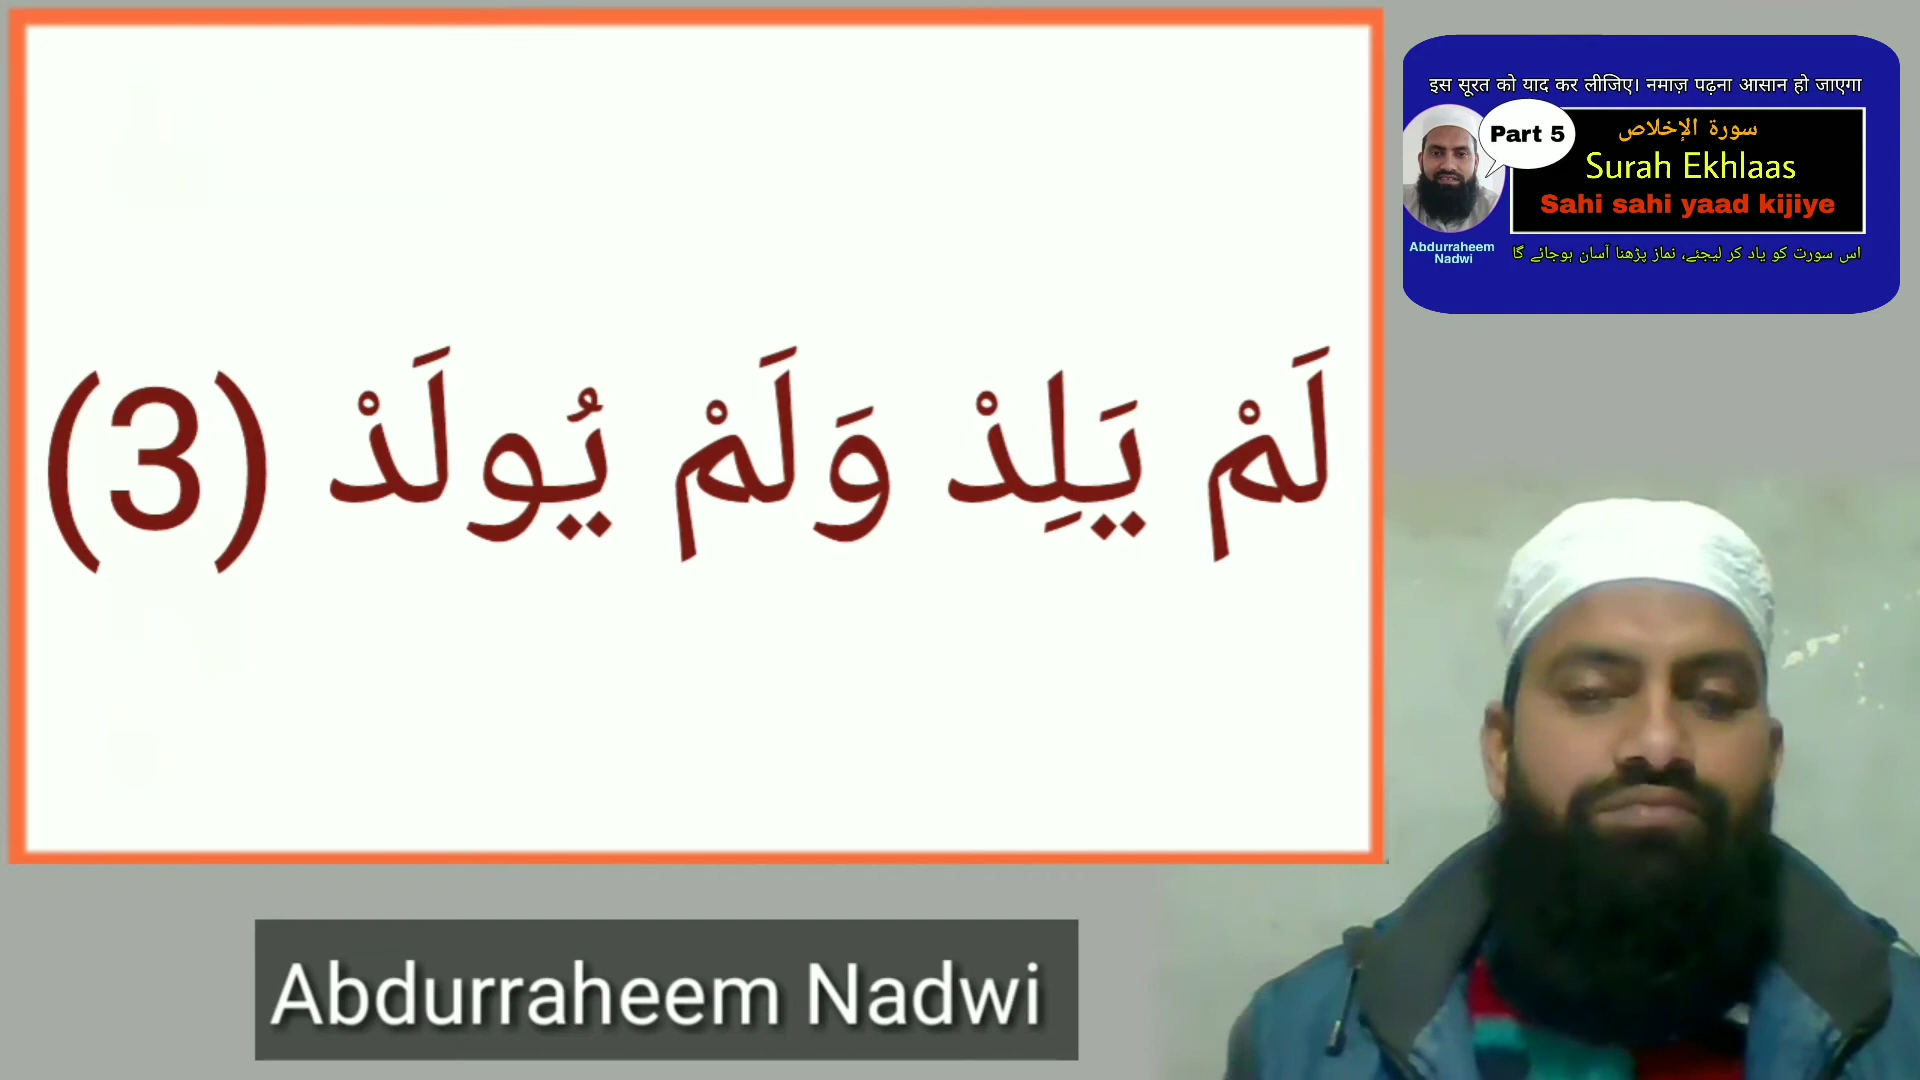 لَمْ يَلِدْ وَلَمْ يُولَدْ (3)
इस सूरत को याद कर लीजिए। नमाज़ पढ़ना आसान हो जाएगा
Part 5
سورة الإخلاص
Surah Ekhlaas
Sahi sahi yaad kijiye
Abdurraheem
Nadwi
اس سورت کو یاد کر لیجئے، نماز پڑھنا آسان ہوجائے گا
Abdurraheem Nadwi